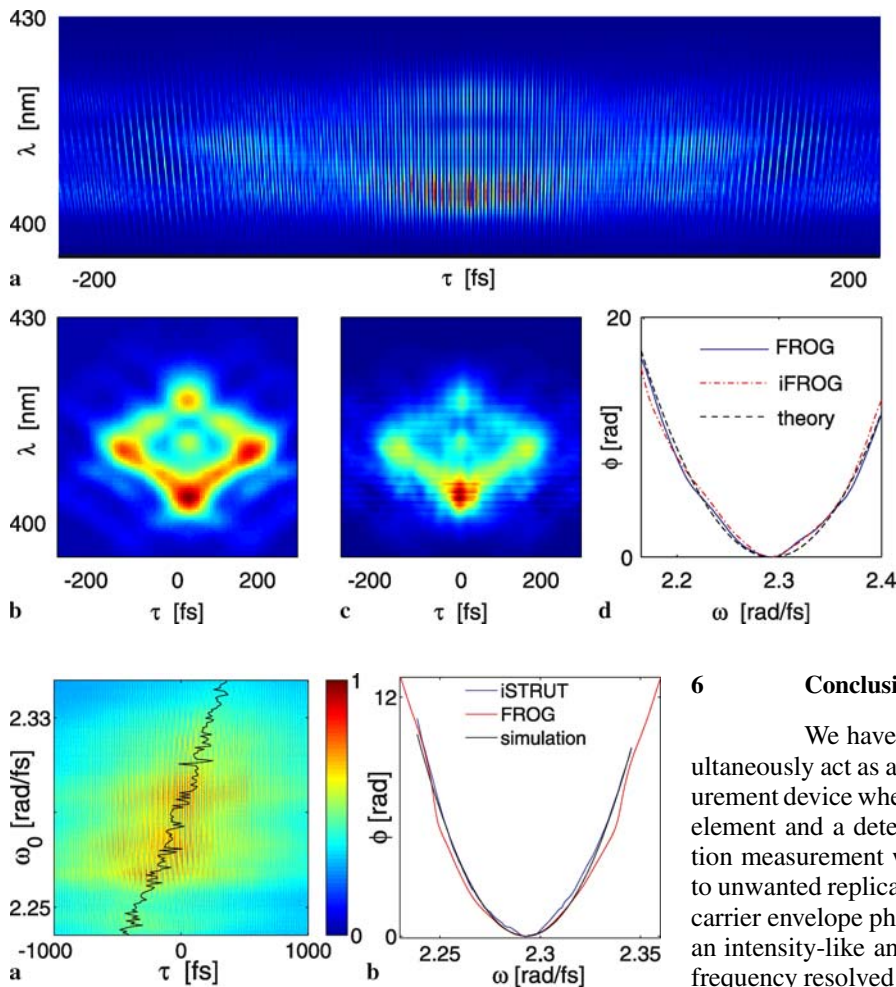 430
λ [nm]
400
a
-200
τ [fs]
200
430
λ [nm]
400
-200
0
200
b
τ [fs]
-200
0
200
c
τ [fs]
20
ϕ [rad]
0
FROG
iFROG
theory
2.2
2.3
2.4
d
ω [rad/fs]
2.33
ω0 [rad/fs]
2.25
-1000
0
1000
a
τ [fs]
1
0
12
ϕ [rad]
0
iSTRUT
FROG
simulation
2.25
2.3
2.35
b
ω [rad/fs]
6 Conclusi
We have
ultaneously act as a
urement device whe
element and a dete
tion measurement w
to unwanted replica
carrier envelope ph
an intensity-like an
frequency resolved